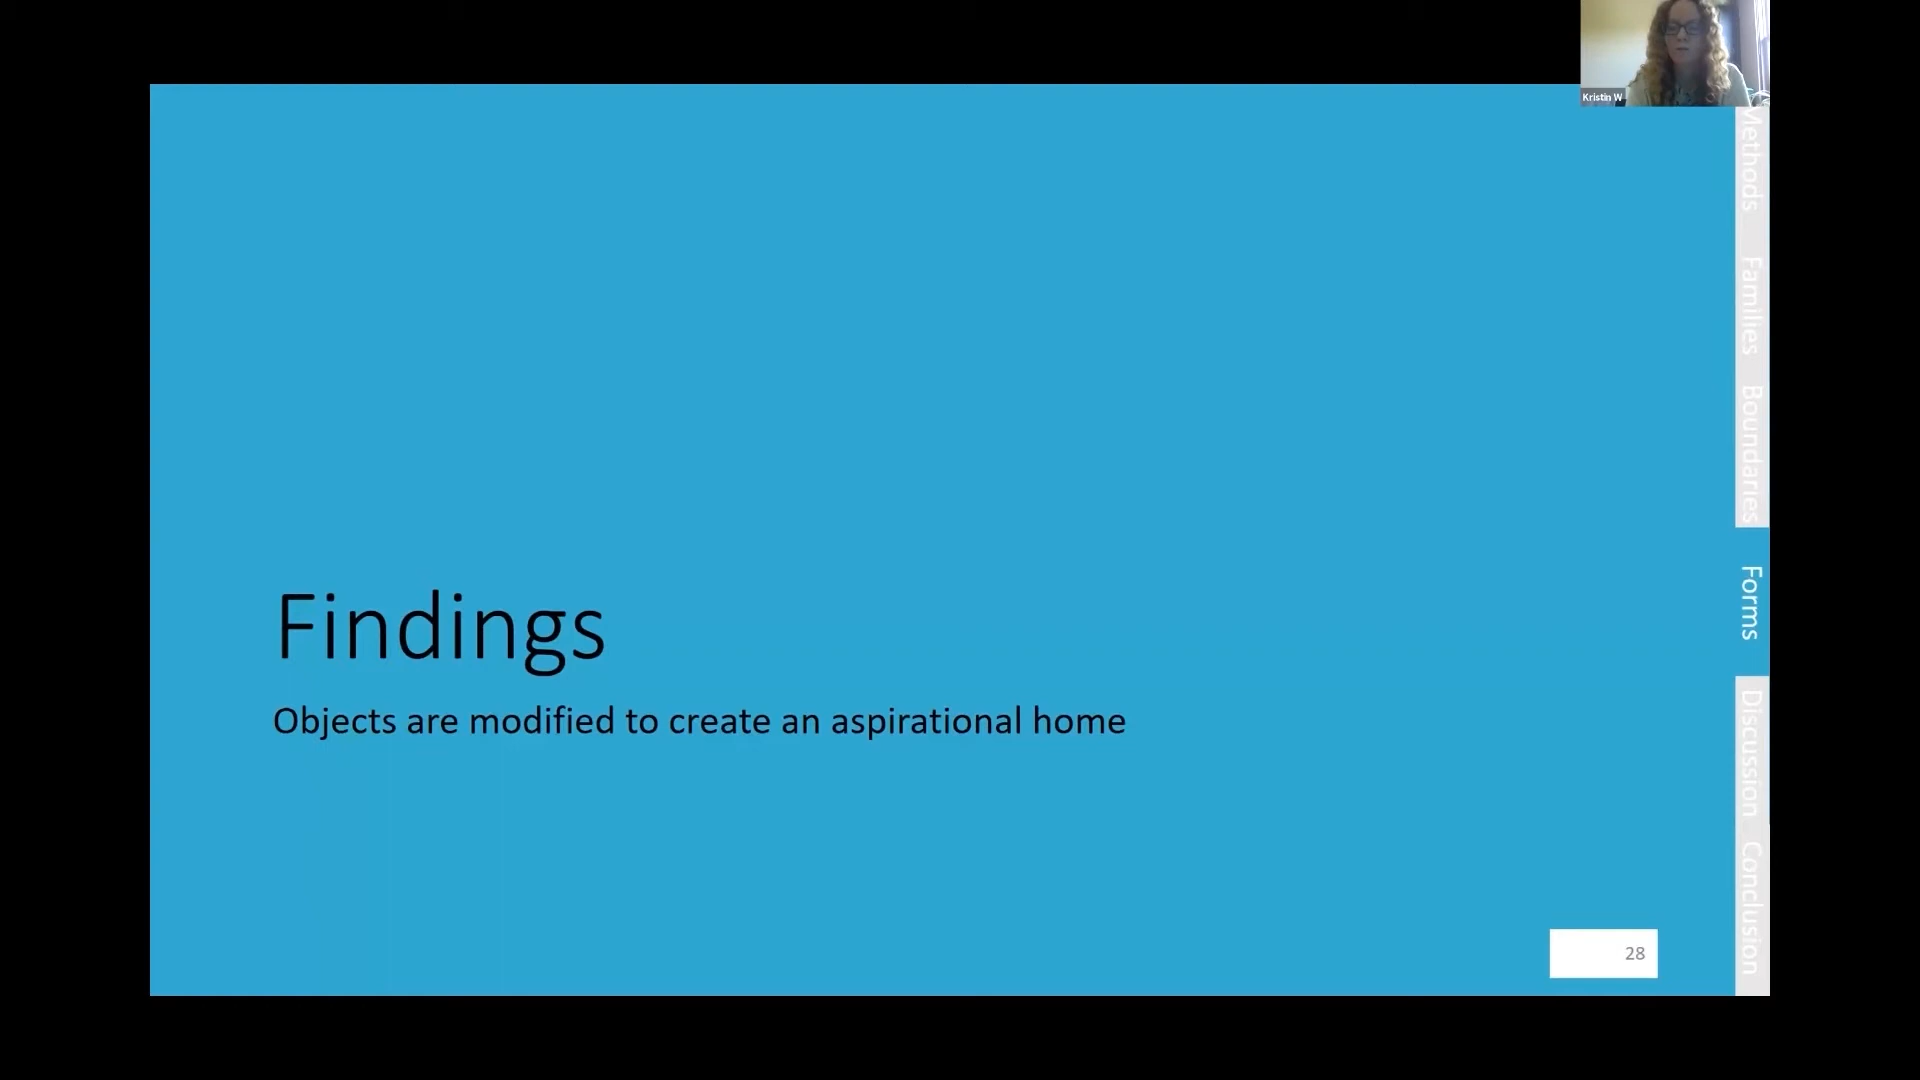 Kristin W
Methods
Families
Boundaries
Forms
Discussion
Conclusion
Findings
Objects are modified to create an aspirational home
28